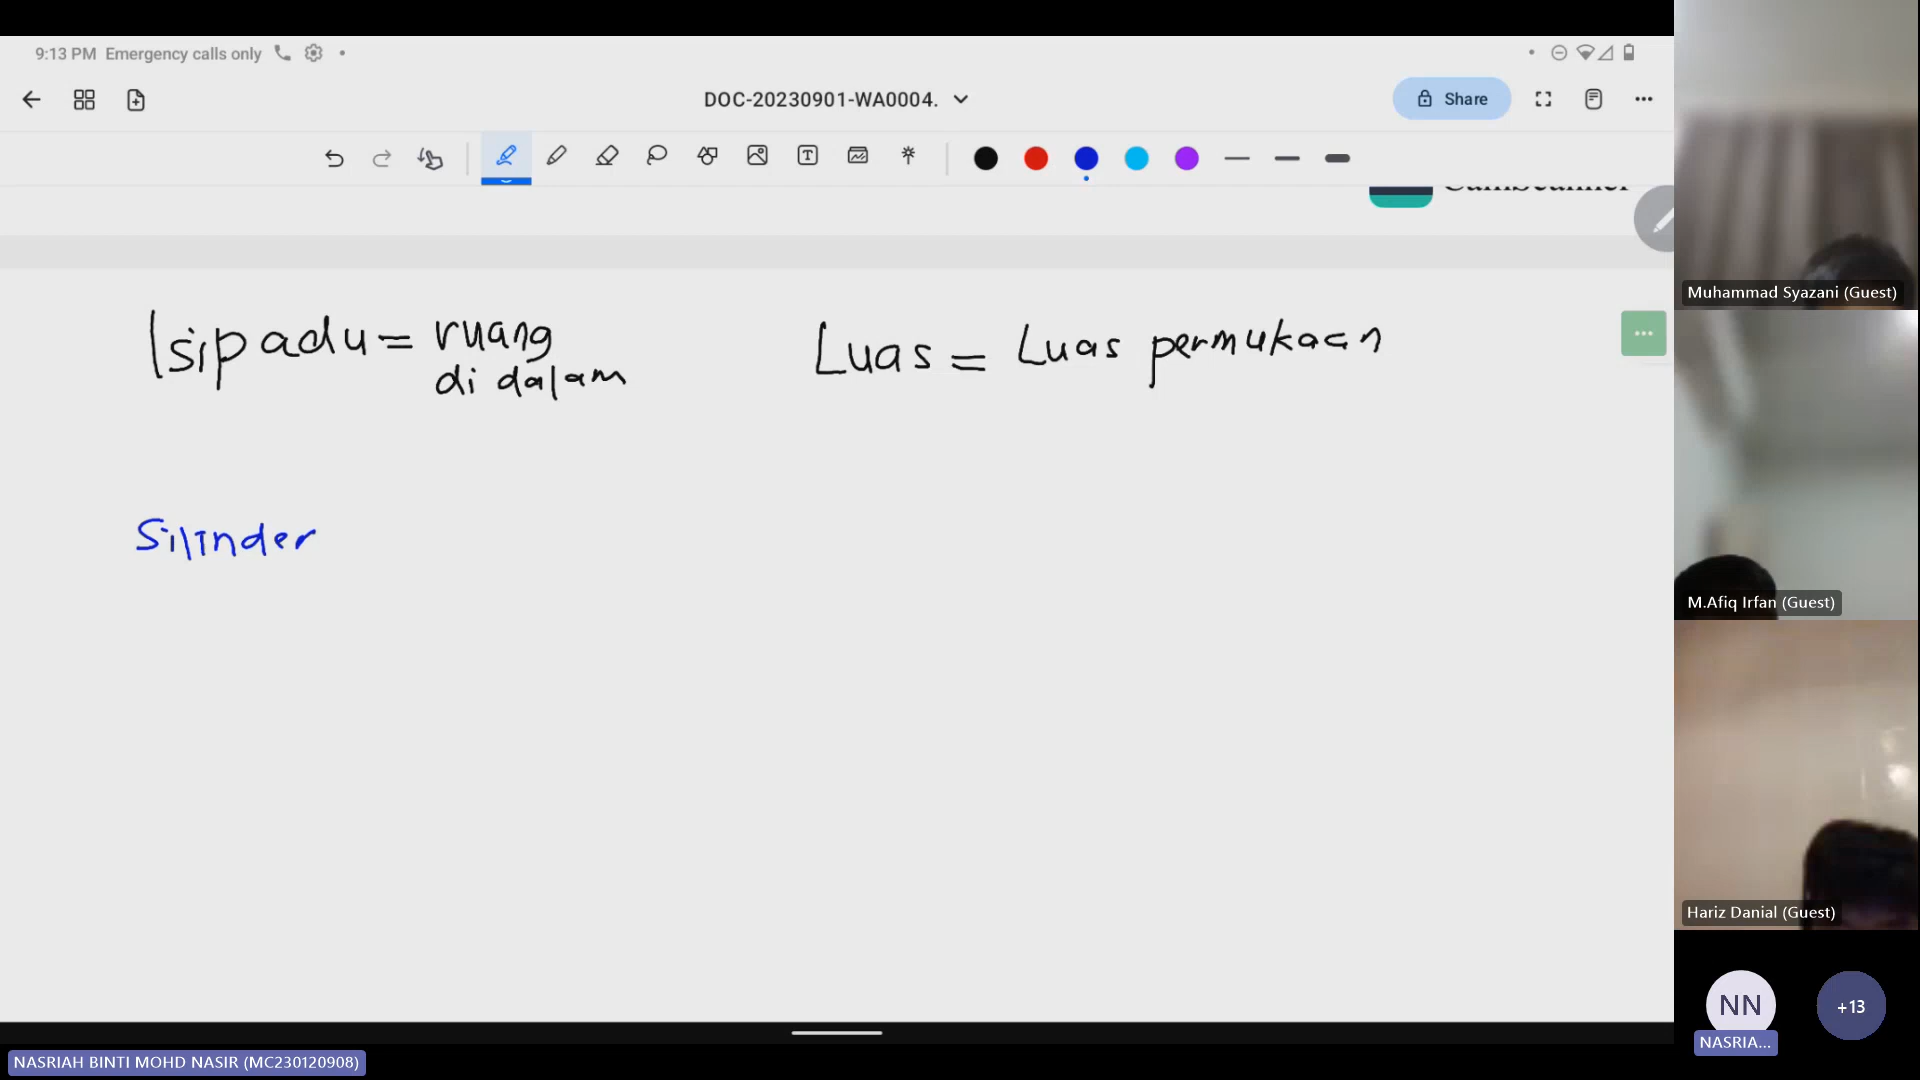 9:13 PM Emergency calls only
DOC-20230901-WA0004.
Share
CamScanner
Isipadu = ruang
di dalam
Luas = Luas permukaan
Silinder
Muhammad Syazani (Guest)
M.Afiq Irfan (Guest)
Hariz Danial (Guest)
NN
NASRIA...
+13
NASRIAH BINTI MOHD NASIR (MC230120908)